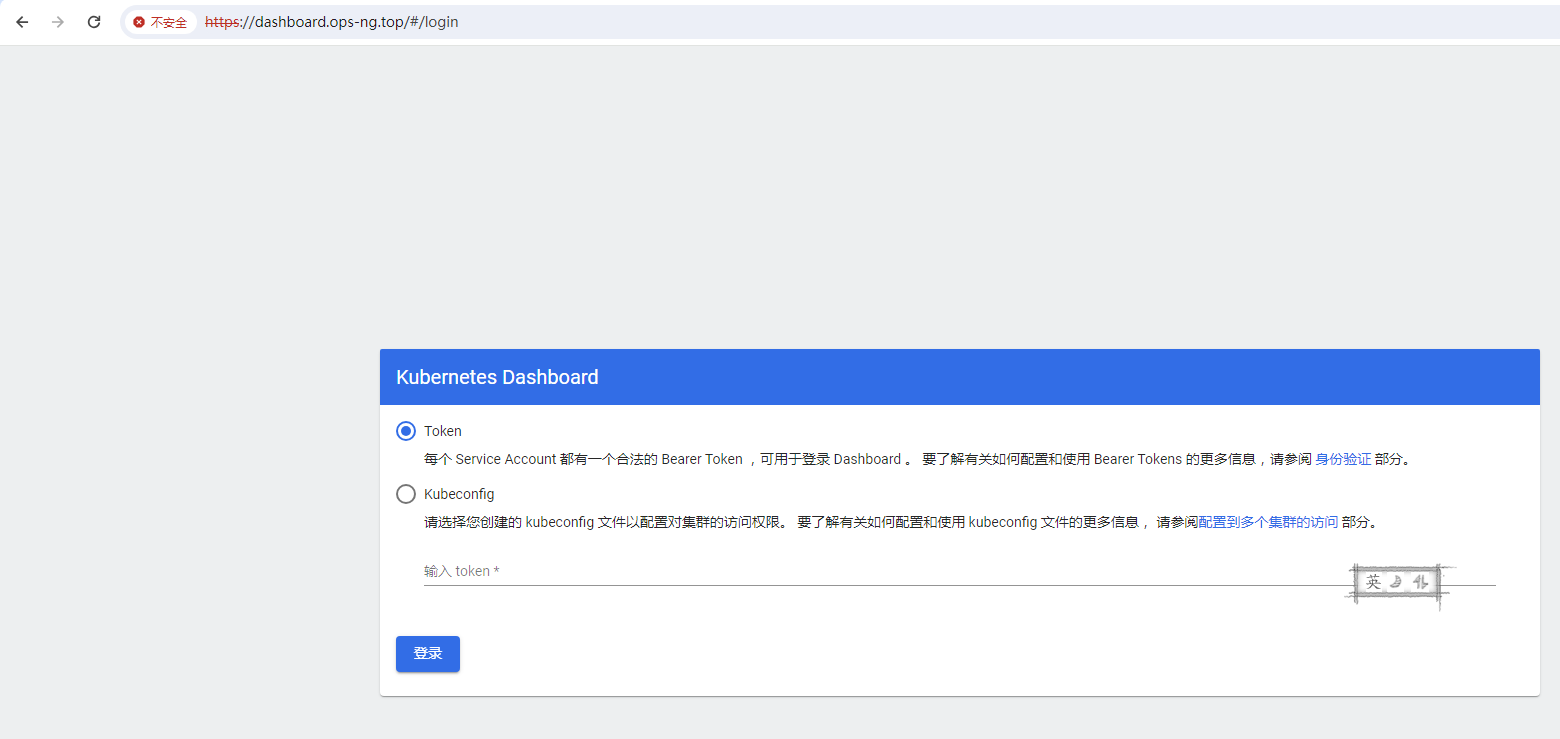 不安全 https://dashboard.ops-ng.top/#/login
Kubernetes Dashboard
Token
每个 Service Account 都有一个合法的 Bearer Token ，可用于登录 Dashboard 。 要了解有关如何配置和使用 Bearer Tokens 的更多信息，请参阅 身份验证 部分。
Kubeconfig
请选择您创建的 kubeconfig 文件以配置对集群的访问权限。 要了解有关如何配置和使用 kubeconfig 文件的更多信息， 请参阅配置到多个集群的访问 部分。
输入 token *
英
登录